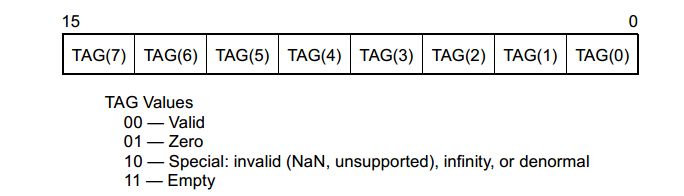 15 0
TAG(7) TAG(6) TAG(5) TAG(4) TAG(3) TAG(2) TAG(1) TAG(0)
TAG Values
00 — Valid
01 — Zero
10 — Special: invalid (NaN, unsupported), infinity, or denormal
11 — Empty